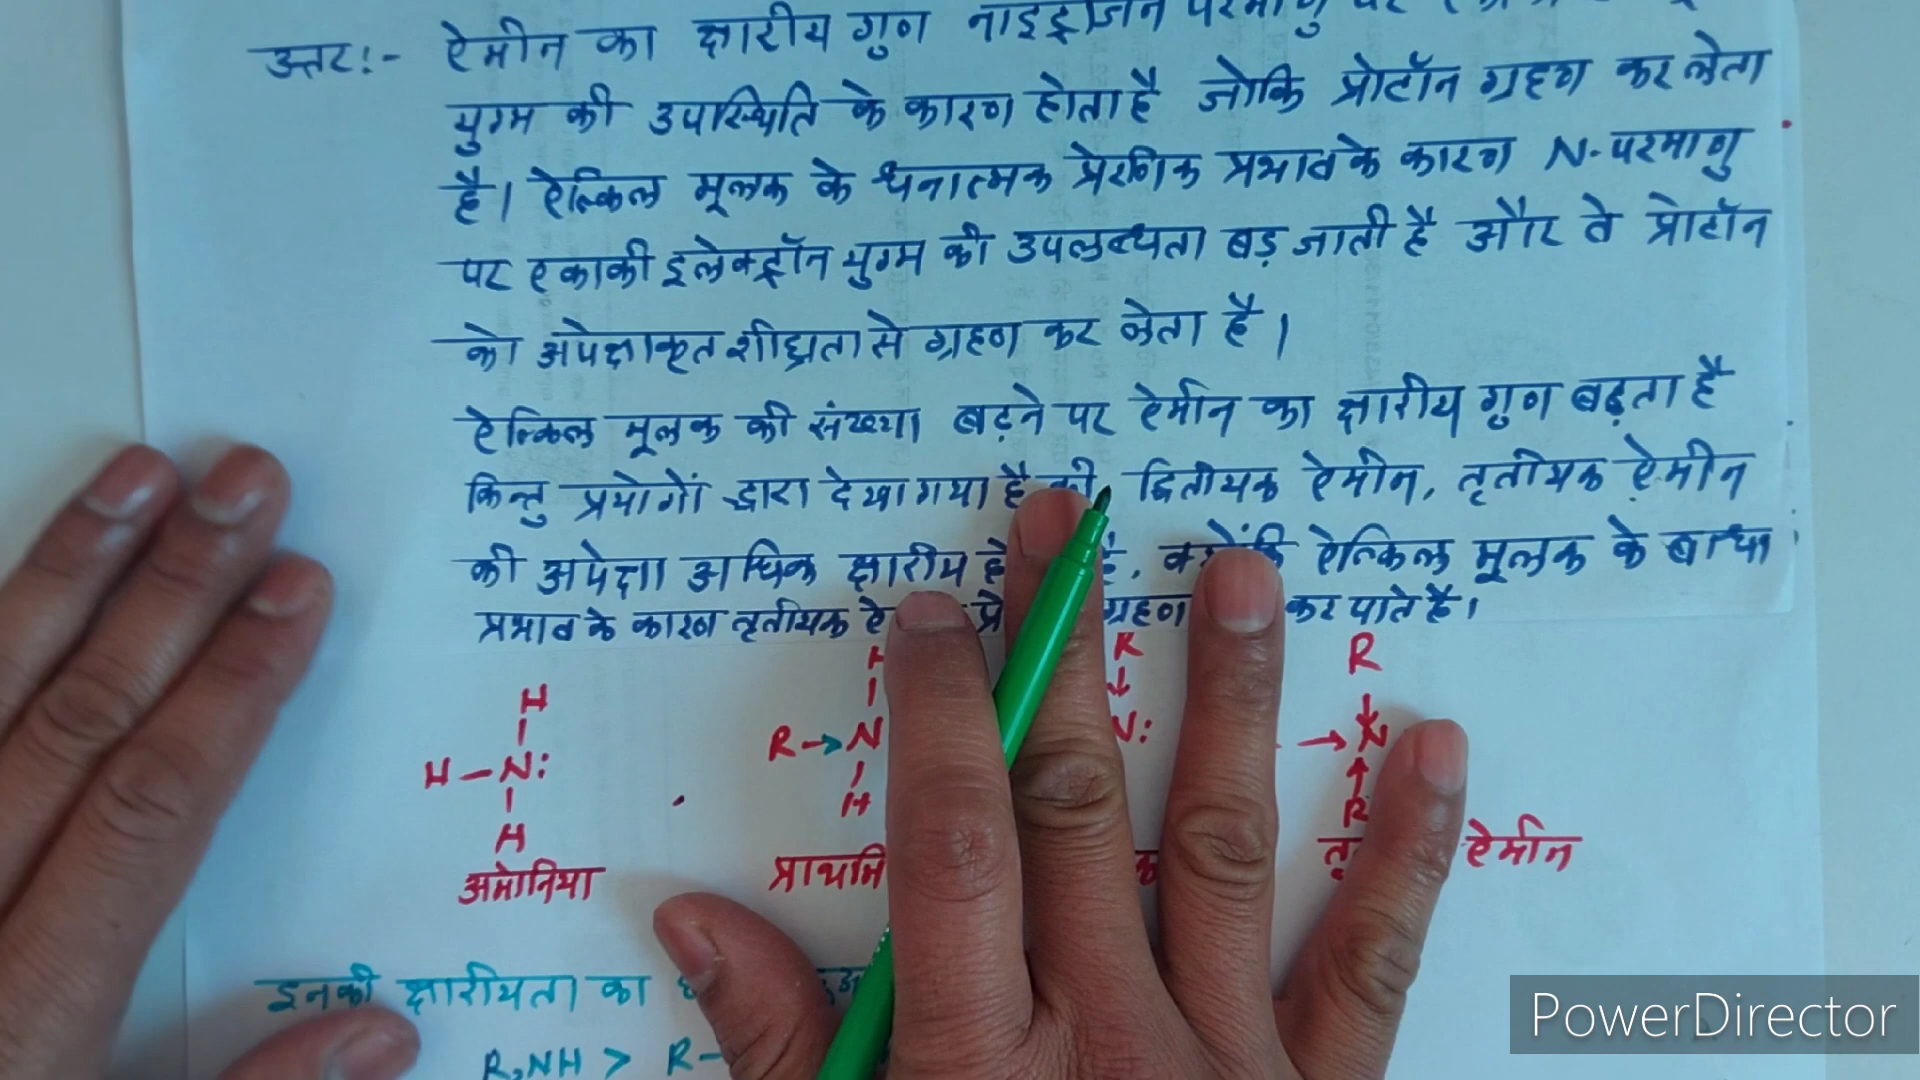 उत्तर:- ऐमीन का क्षारीय गुण नाइट्रोजन परमाणु पर
युग्म की उपस्थिति के कारण होता है जोकि प्रोटॉन ग्रहण कर लेता
है। ऐल्किल मूलक के धनात्मक प्रेरणिक प्रभाव के कारण N-परमाणु
पर एकाकी इलेक्ट्रॉन युग्म की उपलब्धता बड़ जाती है और वे प्रोटॉन
को अपेक्षाकृत शीघ्रता से ग्रहण कर लेता है।
ऐल्किल मूलक की संख्या बढ़ने पर ऐमीन का क्षारीय गुण बढ़ता है
किन्तु प्रयोगों द्वारा देखा गया है की, द्वितीयक ऐमीन, तृतीयक ऐमीन
की अपेक्षा अधिक क्षारीय है, क्योंकि ऐल्किल मूलक के बाधा
प्रभाव के कारण तृतीयक ग्रहण कर पाते है।
H H R R
H–N: R→N N: →N
H H R
अमोनिया ऐमीन
इनकी क्षारीयता का
R₂NH > R–
PowerDirector